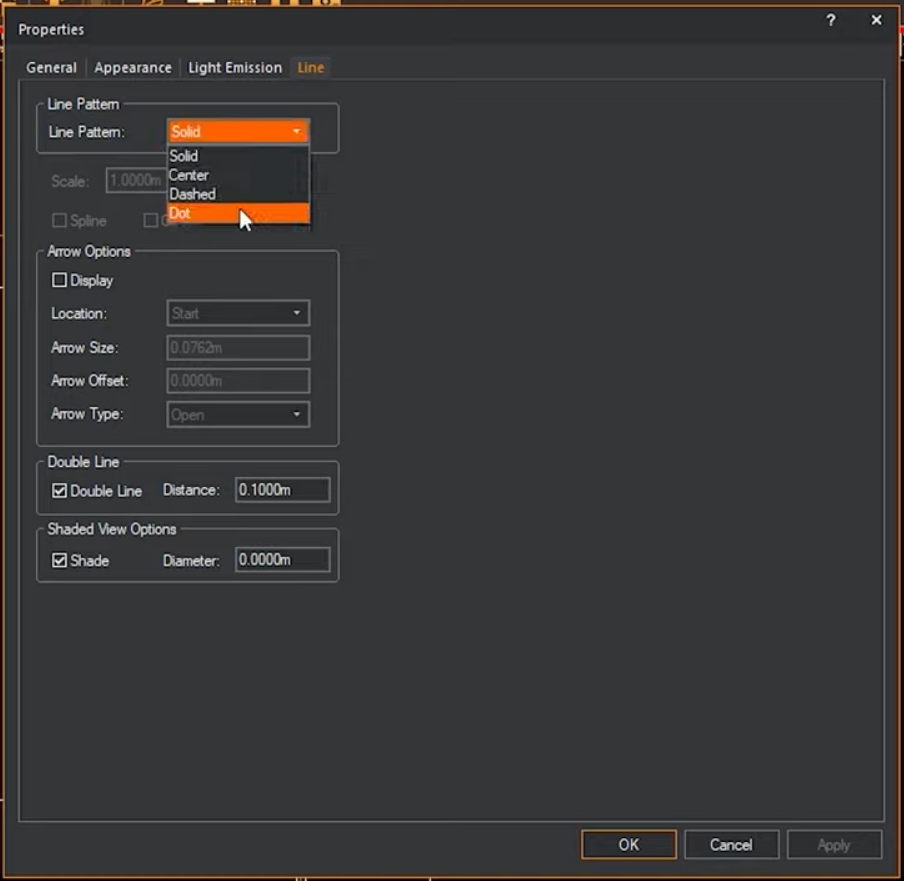 Properties ? ×
General Appearance Light Emission Line
Line Pattern
Line Pattern: Solid
Solid
Scale: 1.0000m Center
Dashed
Spline Dot
Arrow Options
Display
Location: Start
Arrow Size: 0.0762m
Arrow Offset: 0.0000m
Arrow Type: Open
Double Line
Double Line Distance: 0.1000m
Shaded View Options
Shade Diameter: 0.0000m
OK Cancel Apply